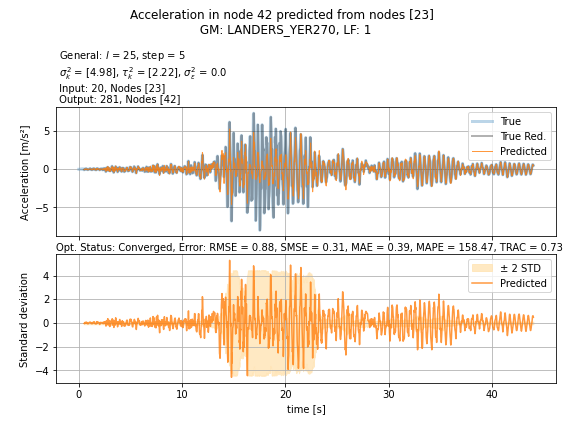 Acceleration in node 42 predicted from nodes [23]
GM: LANDERS_YER270, LF: 1
General: l = 25, step = 5
σ²ₖ = [4.98], τ²ₖ = [2.22], σ²ε = 0.0
Input: 20, Nodes [23]
Output: 281, Nodes [42]
Acceleration [m/s²]
5
0
−5
True
True Red.
Predicted
Opt. Status: Converged, Error: RMSE = 0.88, SMSE = 0.31, MAE = 0.39, MAPE = 158.47, TRAC = 0.73
Standard deviation
4
2
0
−2
−4
± 2 STD
Predicted
0 10 20 30 40
time [s]